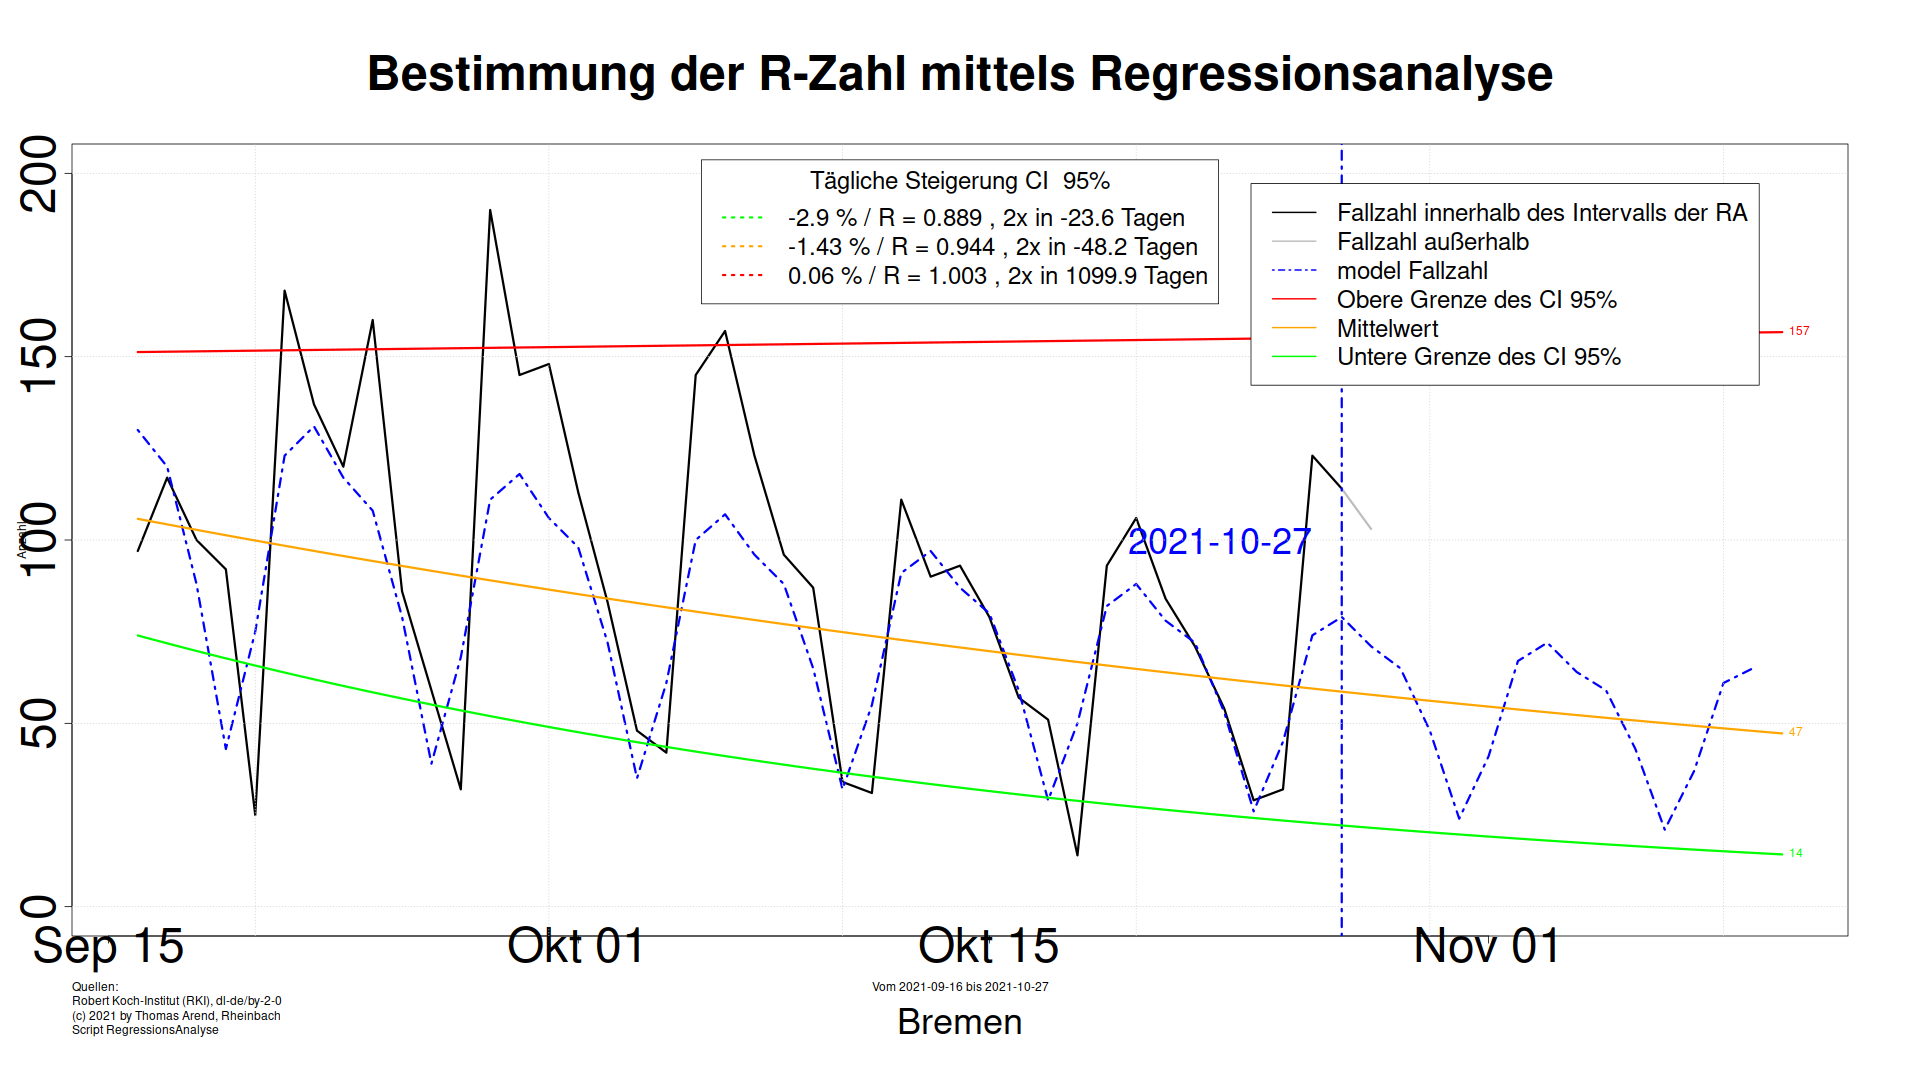 Bestimmung der R-Zahl mittels Regressionsanalyse
Anzahl
200
150
100
50
0
Tägliche Steigerung CI  95%
-2.9 % / R = 0.889 , 2x in -23.6 Tagen
-1.43 % / R = 0.944 , 2x in -48.2 Tagen
0.06 % / R = 1.003 , 2x in 1099.9 Tagen
Fallzahl innerhalb des Intervalls der RA
Fallzahl außerhalb
model Fallzahl
Obere Grenze des CI 95%
Mittelwert
Untere Grenze des CI 95%
157
2021-10-27
47
14
Sep 15
Okt 01
Okt 15
Nov 01
Quellen:
Robert Koch-Institut (RKI), dl-de/by-2-0
(c) 2021 by Thomas Arend, Rheinbach
Script RegressionsAnalyse
Vom 2021-09-16 bis 2021-10-27
Bremen